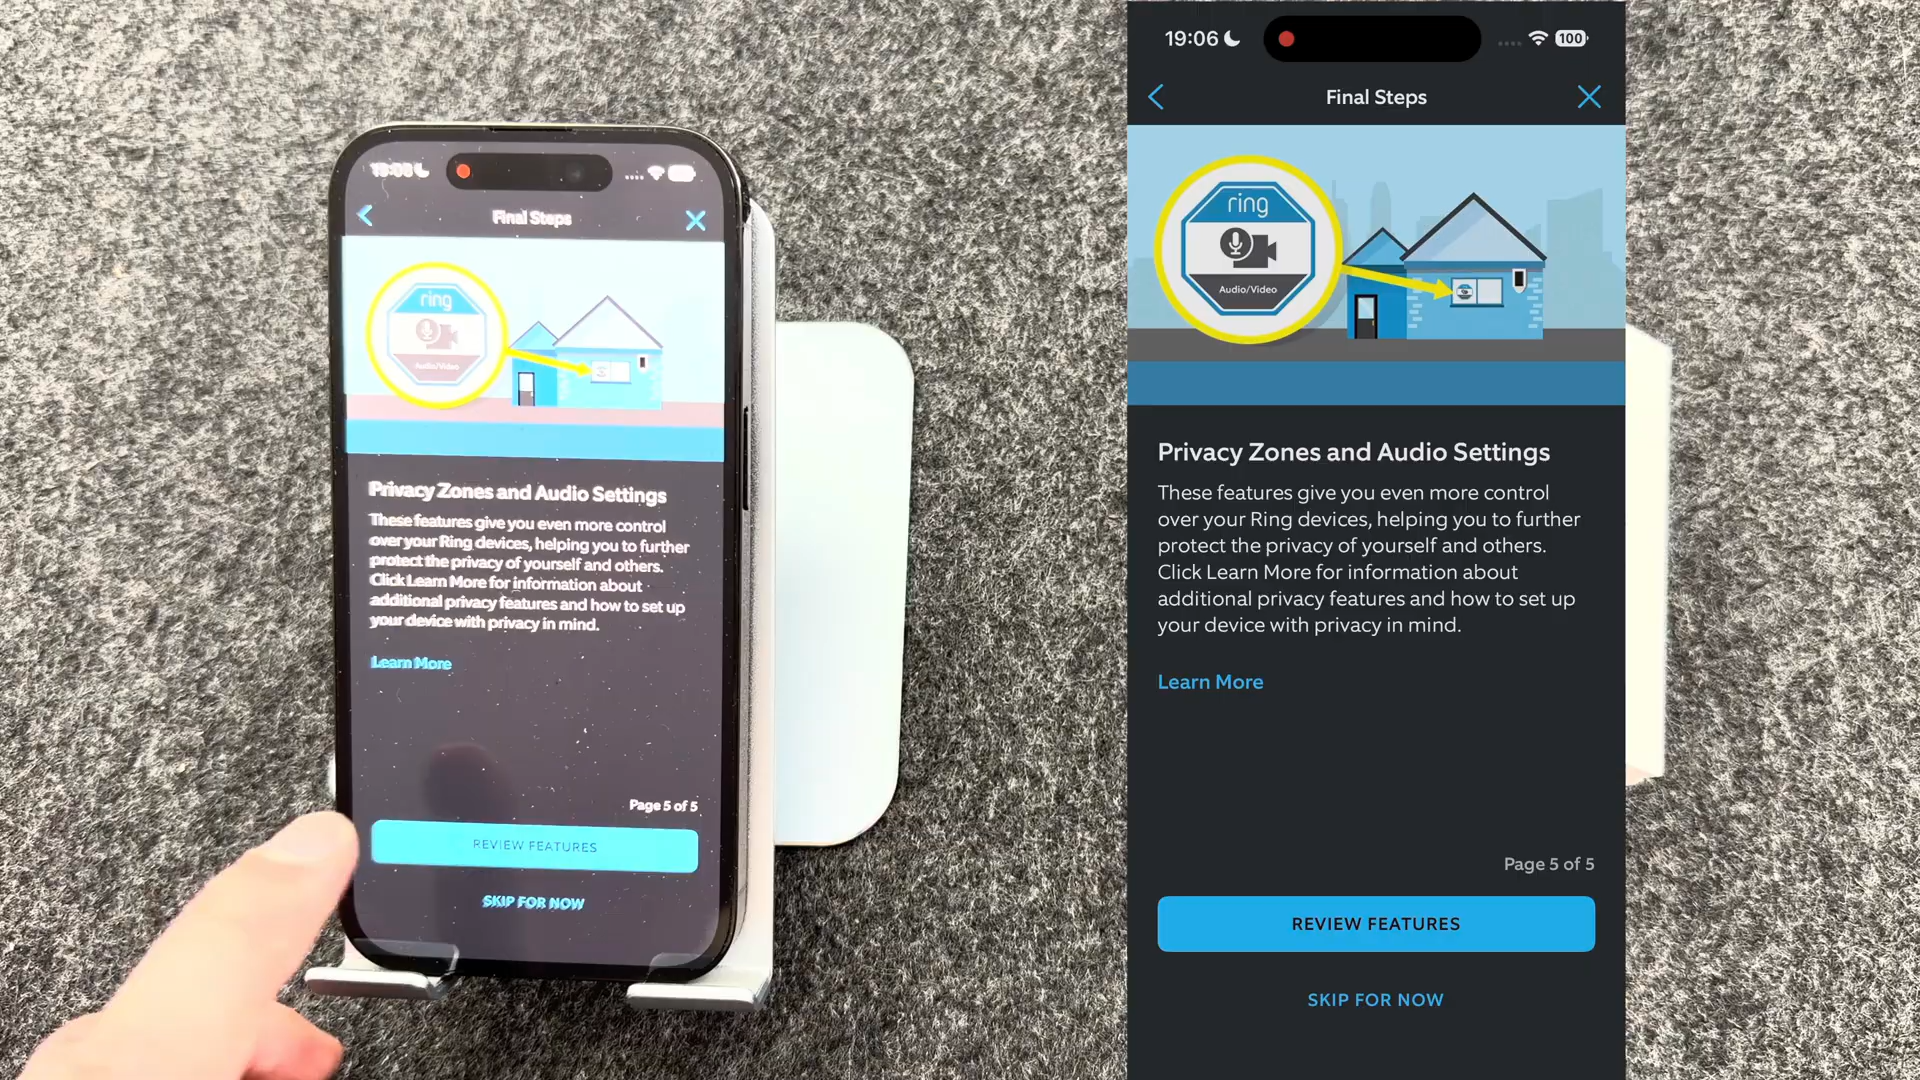 Final Steps
ring
Audio/Video
Privacy Zones and Audio Settings
These features give you even more control
over your Ring devices, helping you to further
protect the privacy of yourself and others.
Click Learn More for information about
additional privacy features and how to set up
your device with privacy in mind.
Learn More
Page 5 of 5
REVIEW FEATURES
SKIP FOR NOW
19:06
100
Final Steps
ring
Audio/Video
Privacy Zones and Audio Settings
These features give you even more control
over your Ring devices, helping you to further
protect the privacy of yourself and others.
Click Learn More for information about
additional privacy features and how to set up
your device with privacy in mind.
Learn More
Page 5 of 5
REVIEW FEATURES
SKIP FOR NOW